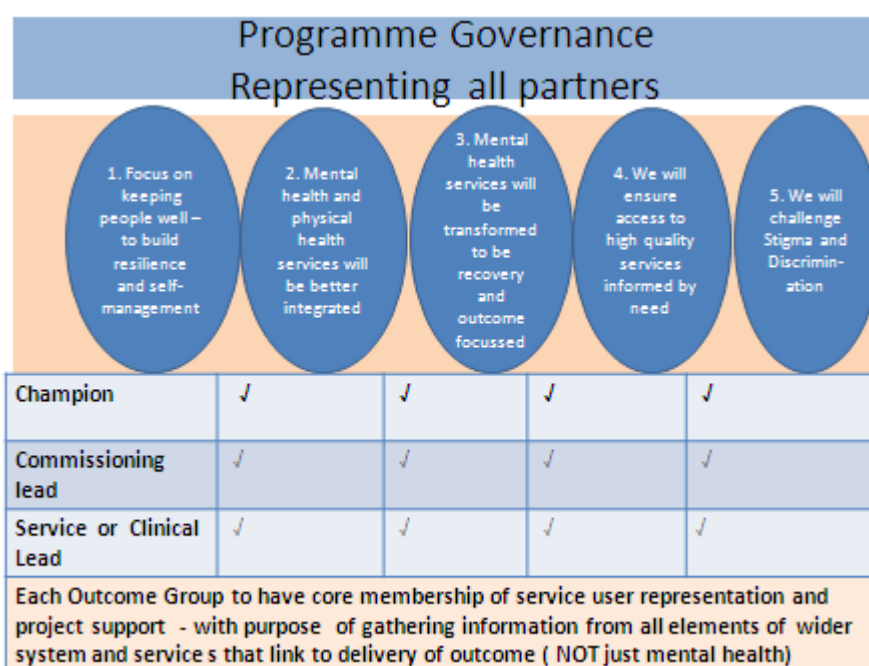 Programme Governance
Representing all partners
1. Focus on
keeping
people well –
to build
resilience
and self-
management
2. Mental
health and
physical
health
services will
be better
integrated
3. Mental
health
services will
be
transformed
to be
recovery
and
outcome
focussed
4. We will
ensure
access to
high quality
services
informed by
need
5. We will
challenge
Stigma and
Discrimin-
ation
Champion √ √ √ √
Commissioning
lead √ √ √ √
Service or Clinical
Lead √ √ √ √
Each Outcome Group to have core membership of service user representation and
project support - with purpose of gathering information from all elements of wider
system and service s that link to delivery of outcome ( NOT just mental health)